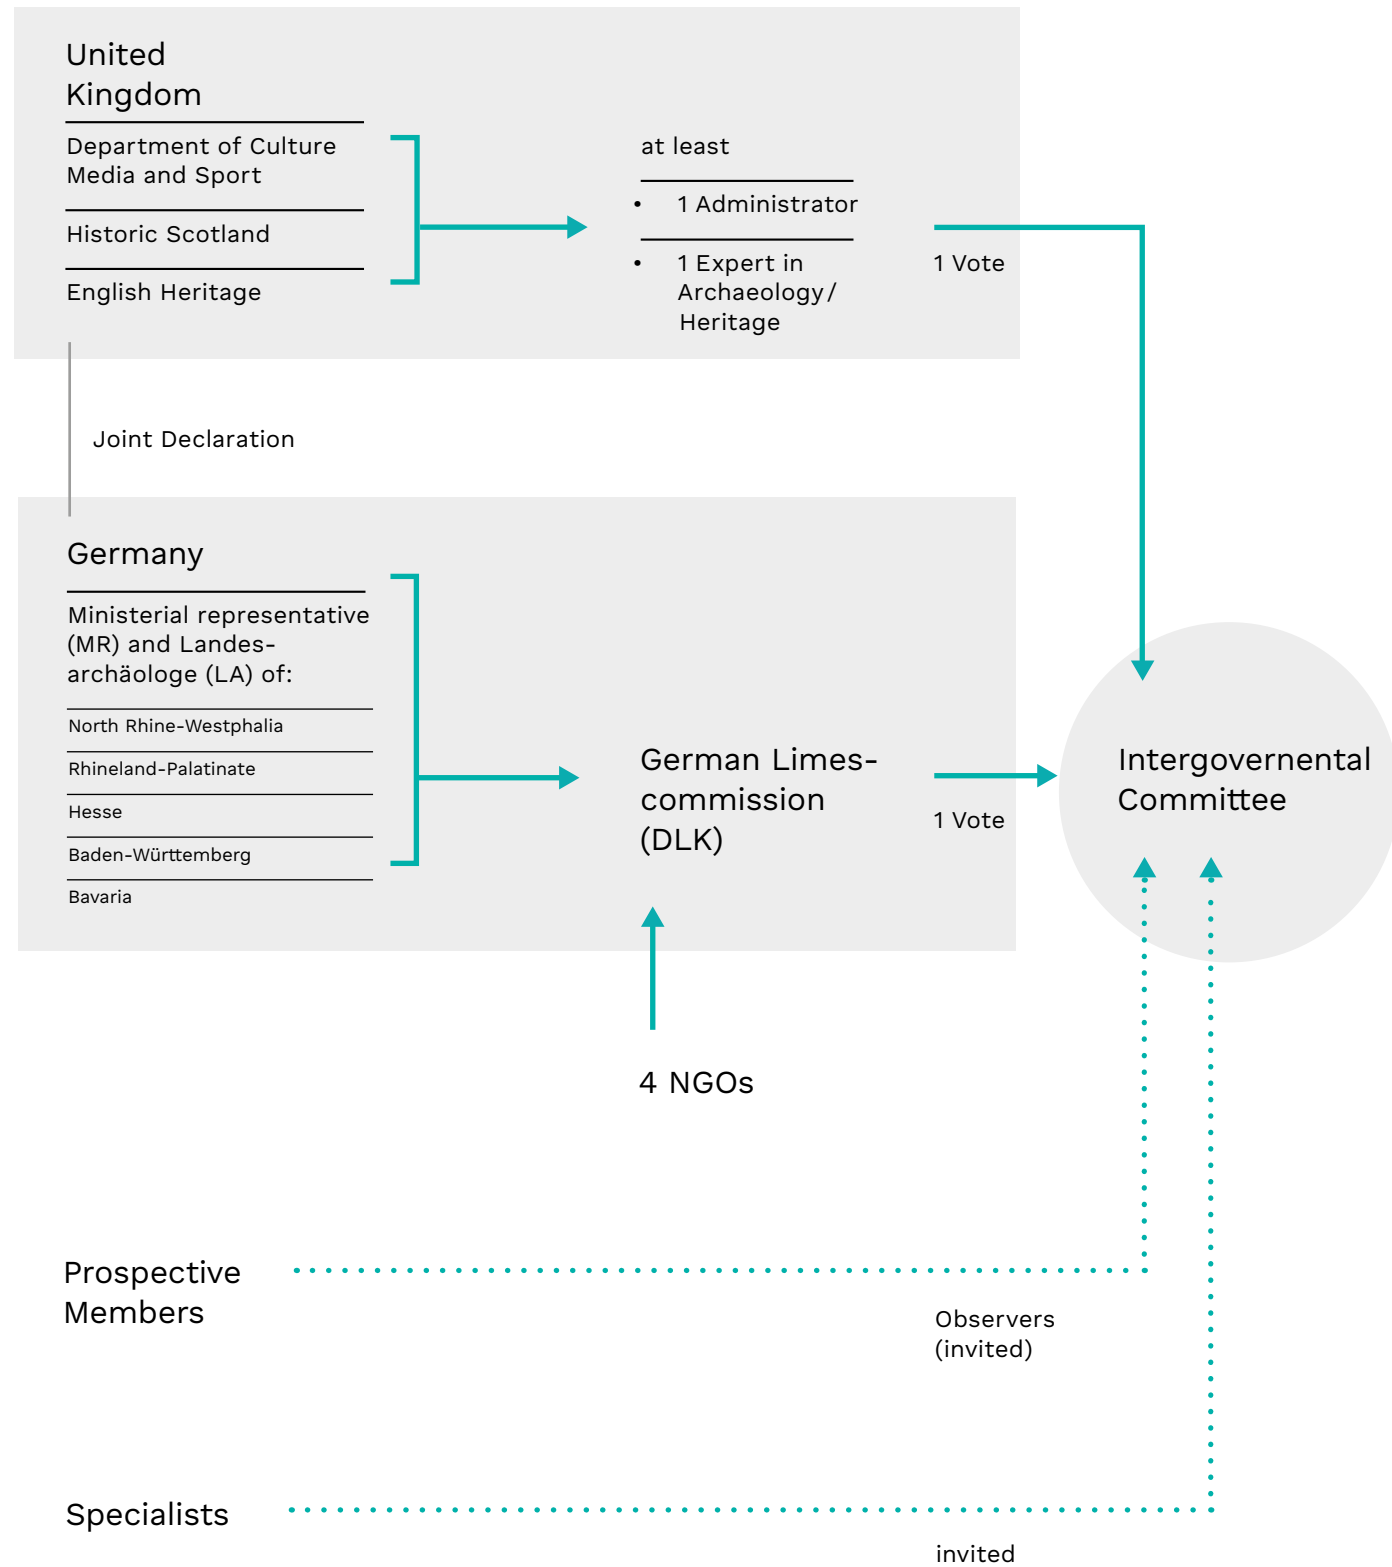 United
Kingdom
Department of Culture
Media and Sport
Historic Scotland
English Heritage
at least
• 1 Administrator
• 1 Expert in
Archaeology/
Heritage
1 Vote
Joint Declaration
Germany
Ministerial representative
(MR) and Landes-
archäologe (LA) of:
North Rhine-Westphalia
Rhineland-Palatinate
Hesse
Baden-Württemberg
Bavaria
German Limes-
commission
(DLK)
1 Vote
Intergovernental
Committee
4 NGOs
Prospective
Members
Observers
(invited)
Specialists
invited